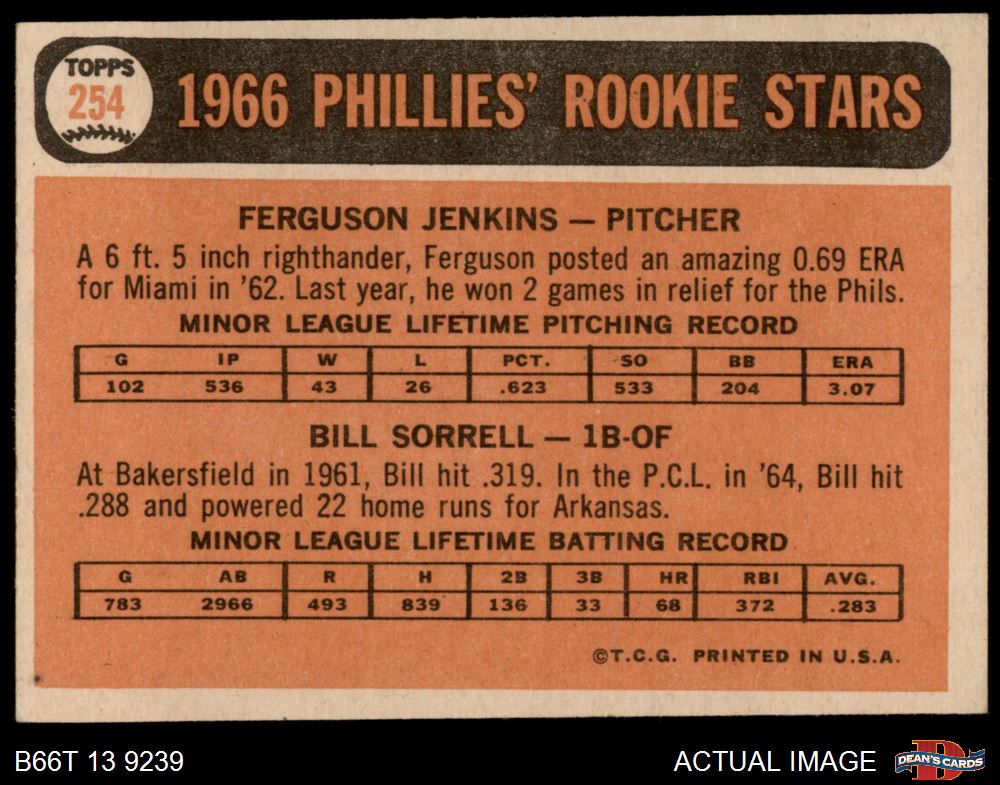 TOPPS
254
1966 PHILLIES' ROOKIE STARS
FERGUSON JENKINS — PITCHER
A 6 ft. 5 inch righthander, Ferguson posted an amazing 0.69 ERA
for Miami in '62. Last year, he won 2 games in relief for the Phils.
MINOR LEAGUE LIFETIME PITCHING RECORD
G IP W L PCT. SO BB ERA
102 536 43 26 .623 533 204 3.07
BILL SORRELL — 1B-OF
At Bakersfield in 1961, Bill hit .319. In the P.C.L. in '64, Bill hit
.288 and powered 22 home runs for Arkansas.
MINOR LEAGUE LIFETIME BATTING RECORD
G AB R H 2B 3B HR RBI AVG.
783 2966 493 839 136 33 68 372 .283
©T.C.G. PRINTED IN U.S.A.
B66T 13 9239
ACTUAL IMAGE
DEAN'S CARDS